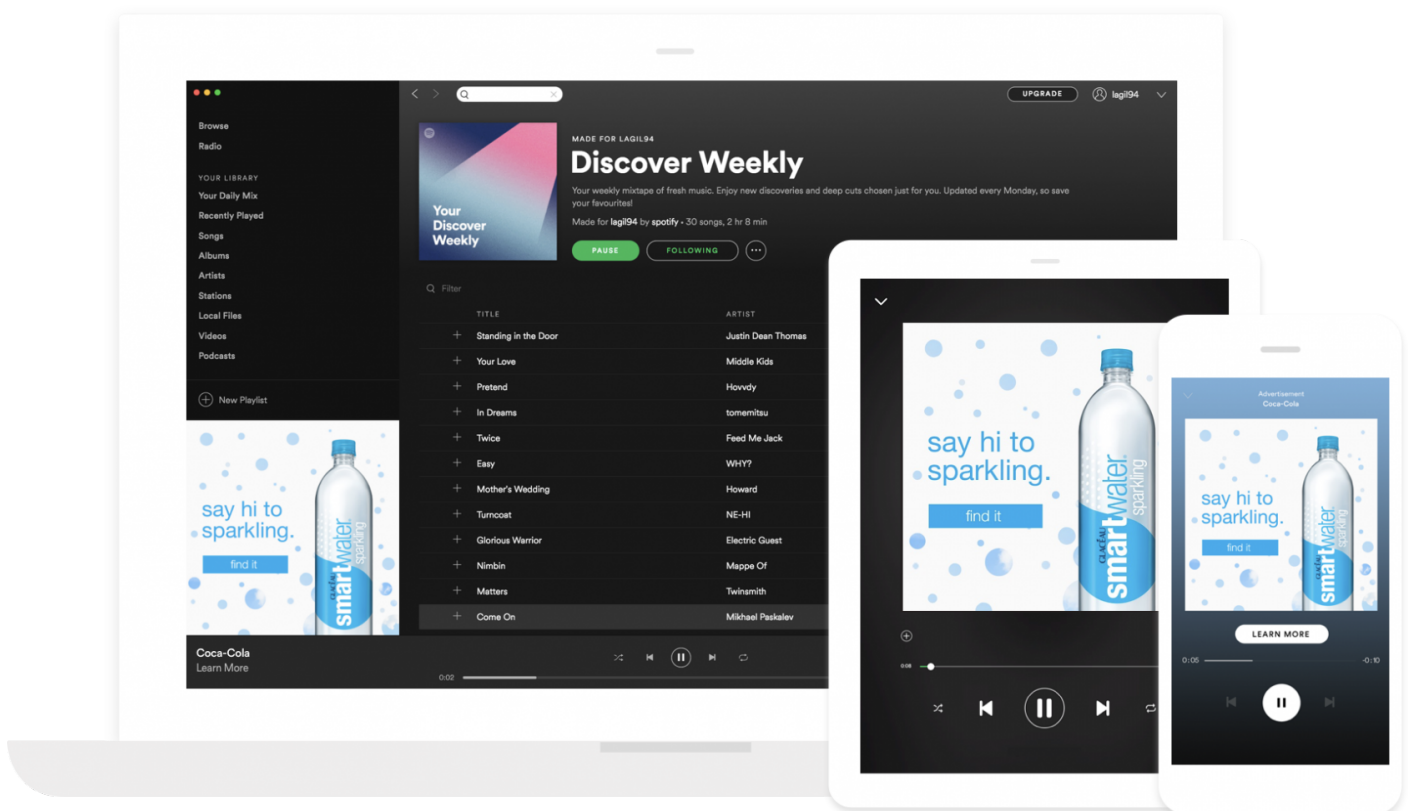 UPGRADE
lagil94
Browse
Radio
YOUR LIBRARY
Your Daily Mix
Recently Played
Songs
Albums
Artists
Stations
Local Files
Videos
Podcasts
New Playlist
say hi to
sparkling.
find it
GLACÉAU
smartwater
sparkling
Coca-Cola
Learn More
Your
Discover
Weekly
MADE FOR LAGIL94
Discover Weekly
Your weekly mixtape of fresh music. Enjoy new discoveries and deep cuts chosen just for you. Updated every Monday, so save
your favourites!
Made for lagil94 by spotify • 30 songs, 2 hr 8 min
PAUSE
FOLLOWING
Filter
TITLE ARTIST
Standing in the Door Justin Dean Thomas
Your Love Middle Kids
Pretend Hovvdy
In Dreams tomemitsu
Twice Feed Me Jack
Easy WHY?
Mother's Wedding Howard
Turncoat NE-HI
Glorious Warrior Electric Guest
Nimbin Mappe Of
Matters Twinsmith
Come On Mikhael Paskalev
0:02
say hi to
sparkling.
find it
GLACÉAU
smartwater.
sparkling
0:08
Advertisement
Coca-Cola
say hi to
sparkling.
find it
GLACÉAU
smartwater
sparkling
LEARN MORE
0:05 -0:10